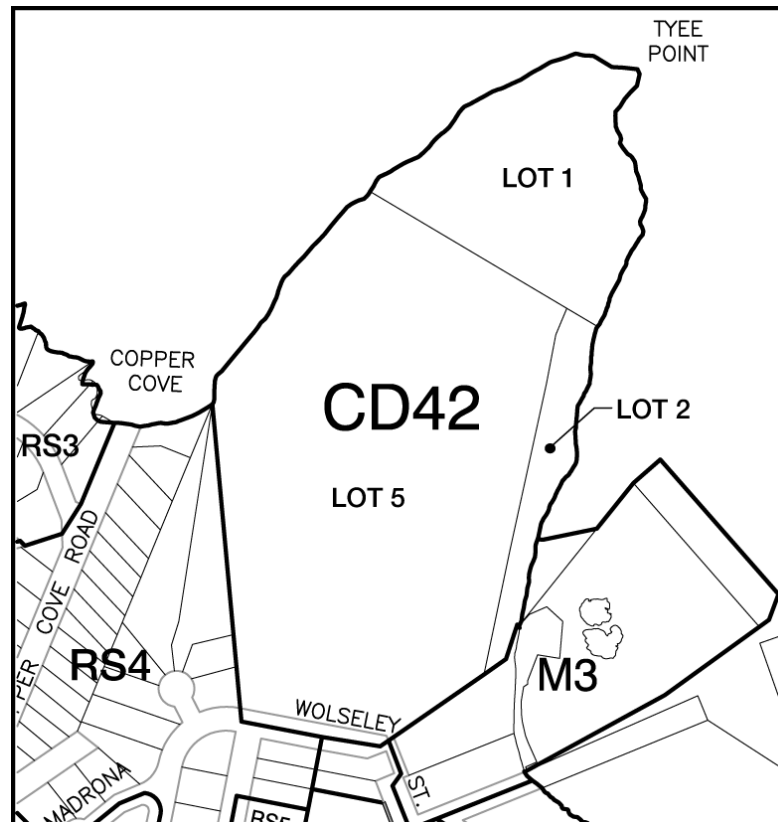 TYEE
POINT
LOT 1
COPPER
COVE
CD42
LOT 2
RS3
LOT 5
COVE ROAD
RS4
M3
PER
WOLSELEY
ST.
MADRONA
RS5